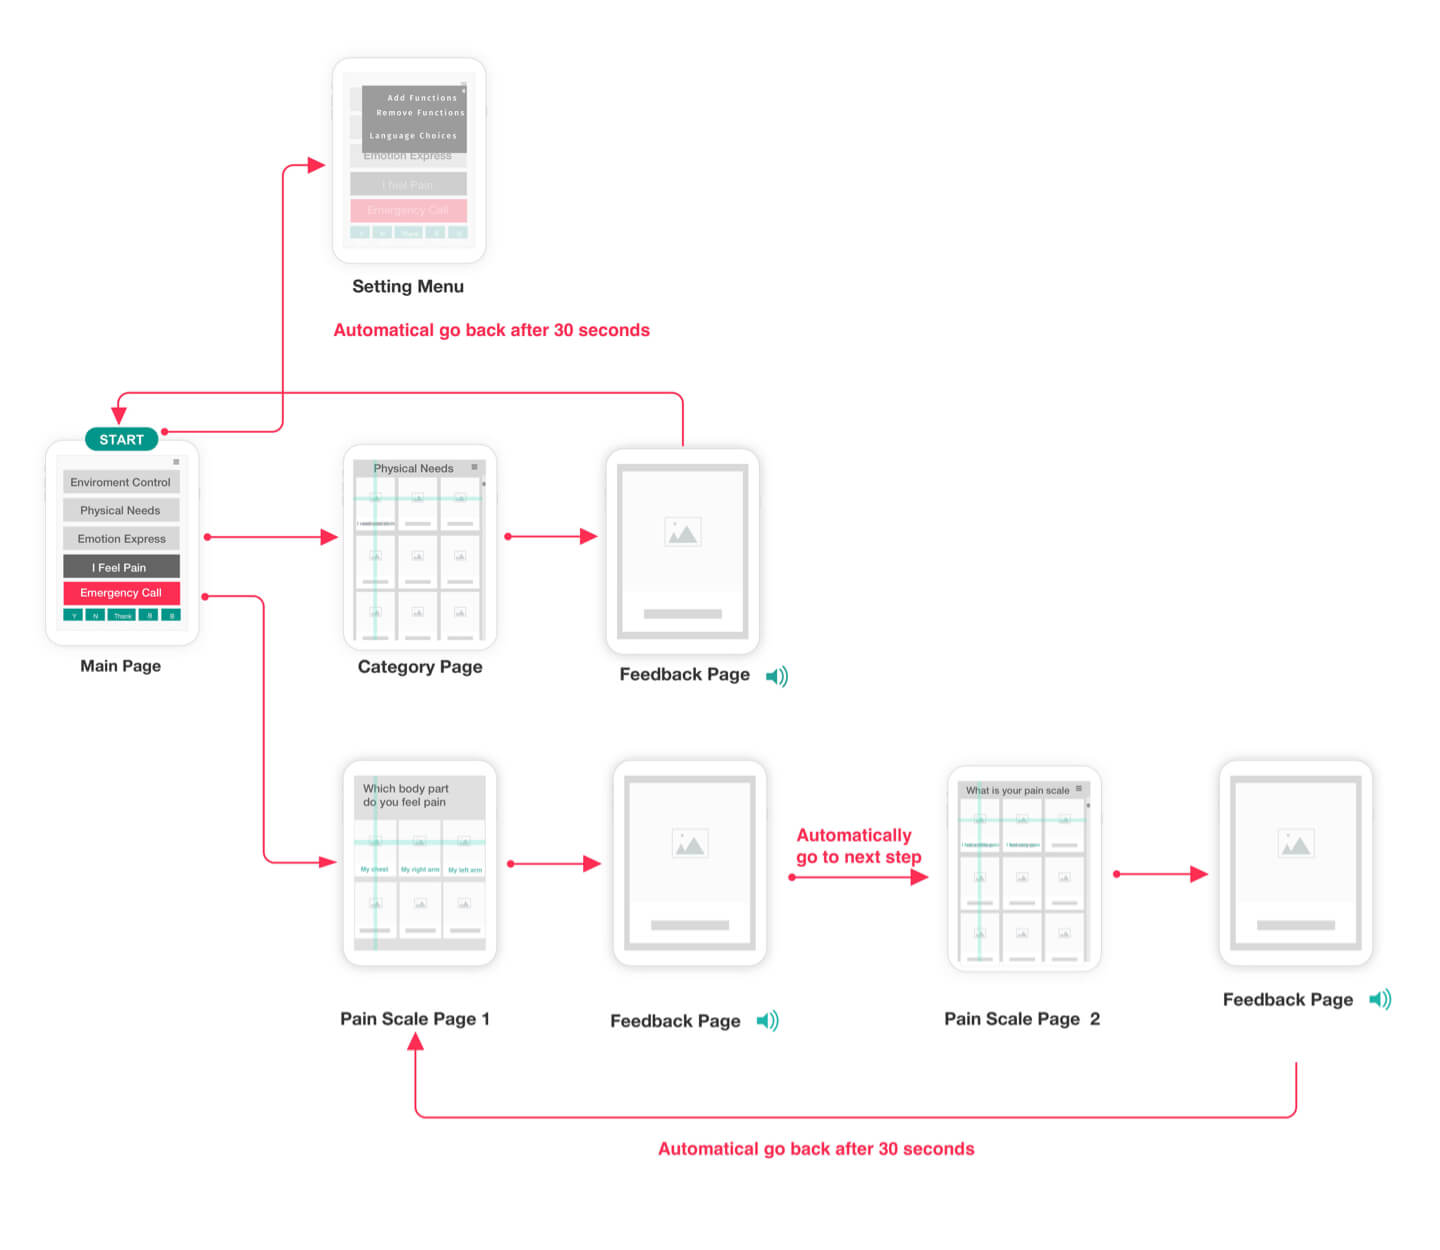 Add Functions
Remove Functions
Language Choices
Emotion Express
I feel Pain
Emergency Call
Y N Thank
Setting Menu
Automatical go back after 30 seconds
START
Enviroment Control
Physical Needs
Emotion Express
I Feel Pain
Emergency Call
Y N Thank R B
Main Page
Physical Needs
Category Page
Feedback Page
Which body part
do you feel pain
My chest My right arm My left arm
Pain Scale Page 1
Feedback Page
Automatically
go to next step
What is your pain scale
Pain Scale Page 2
Feedback Page
Automatical go back after 30 seconds